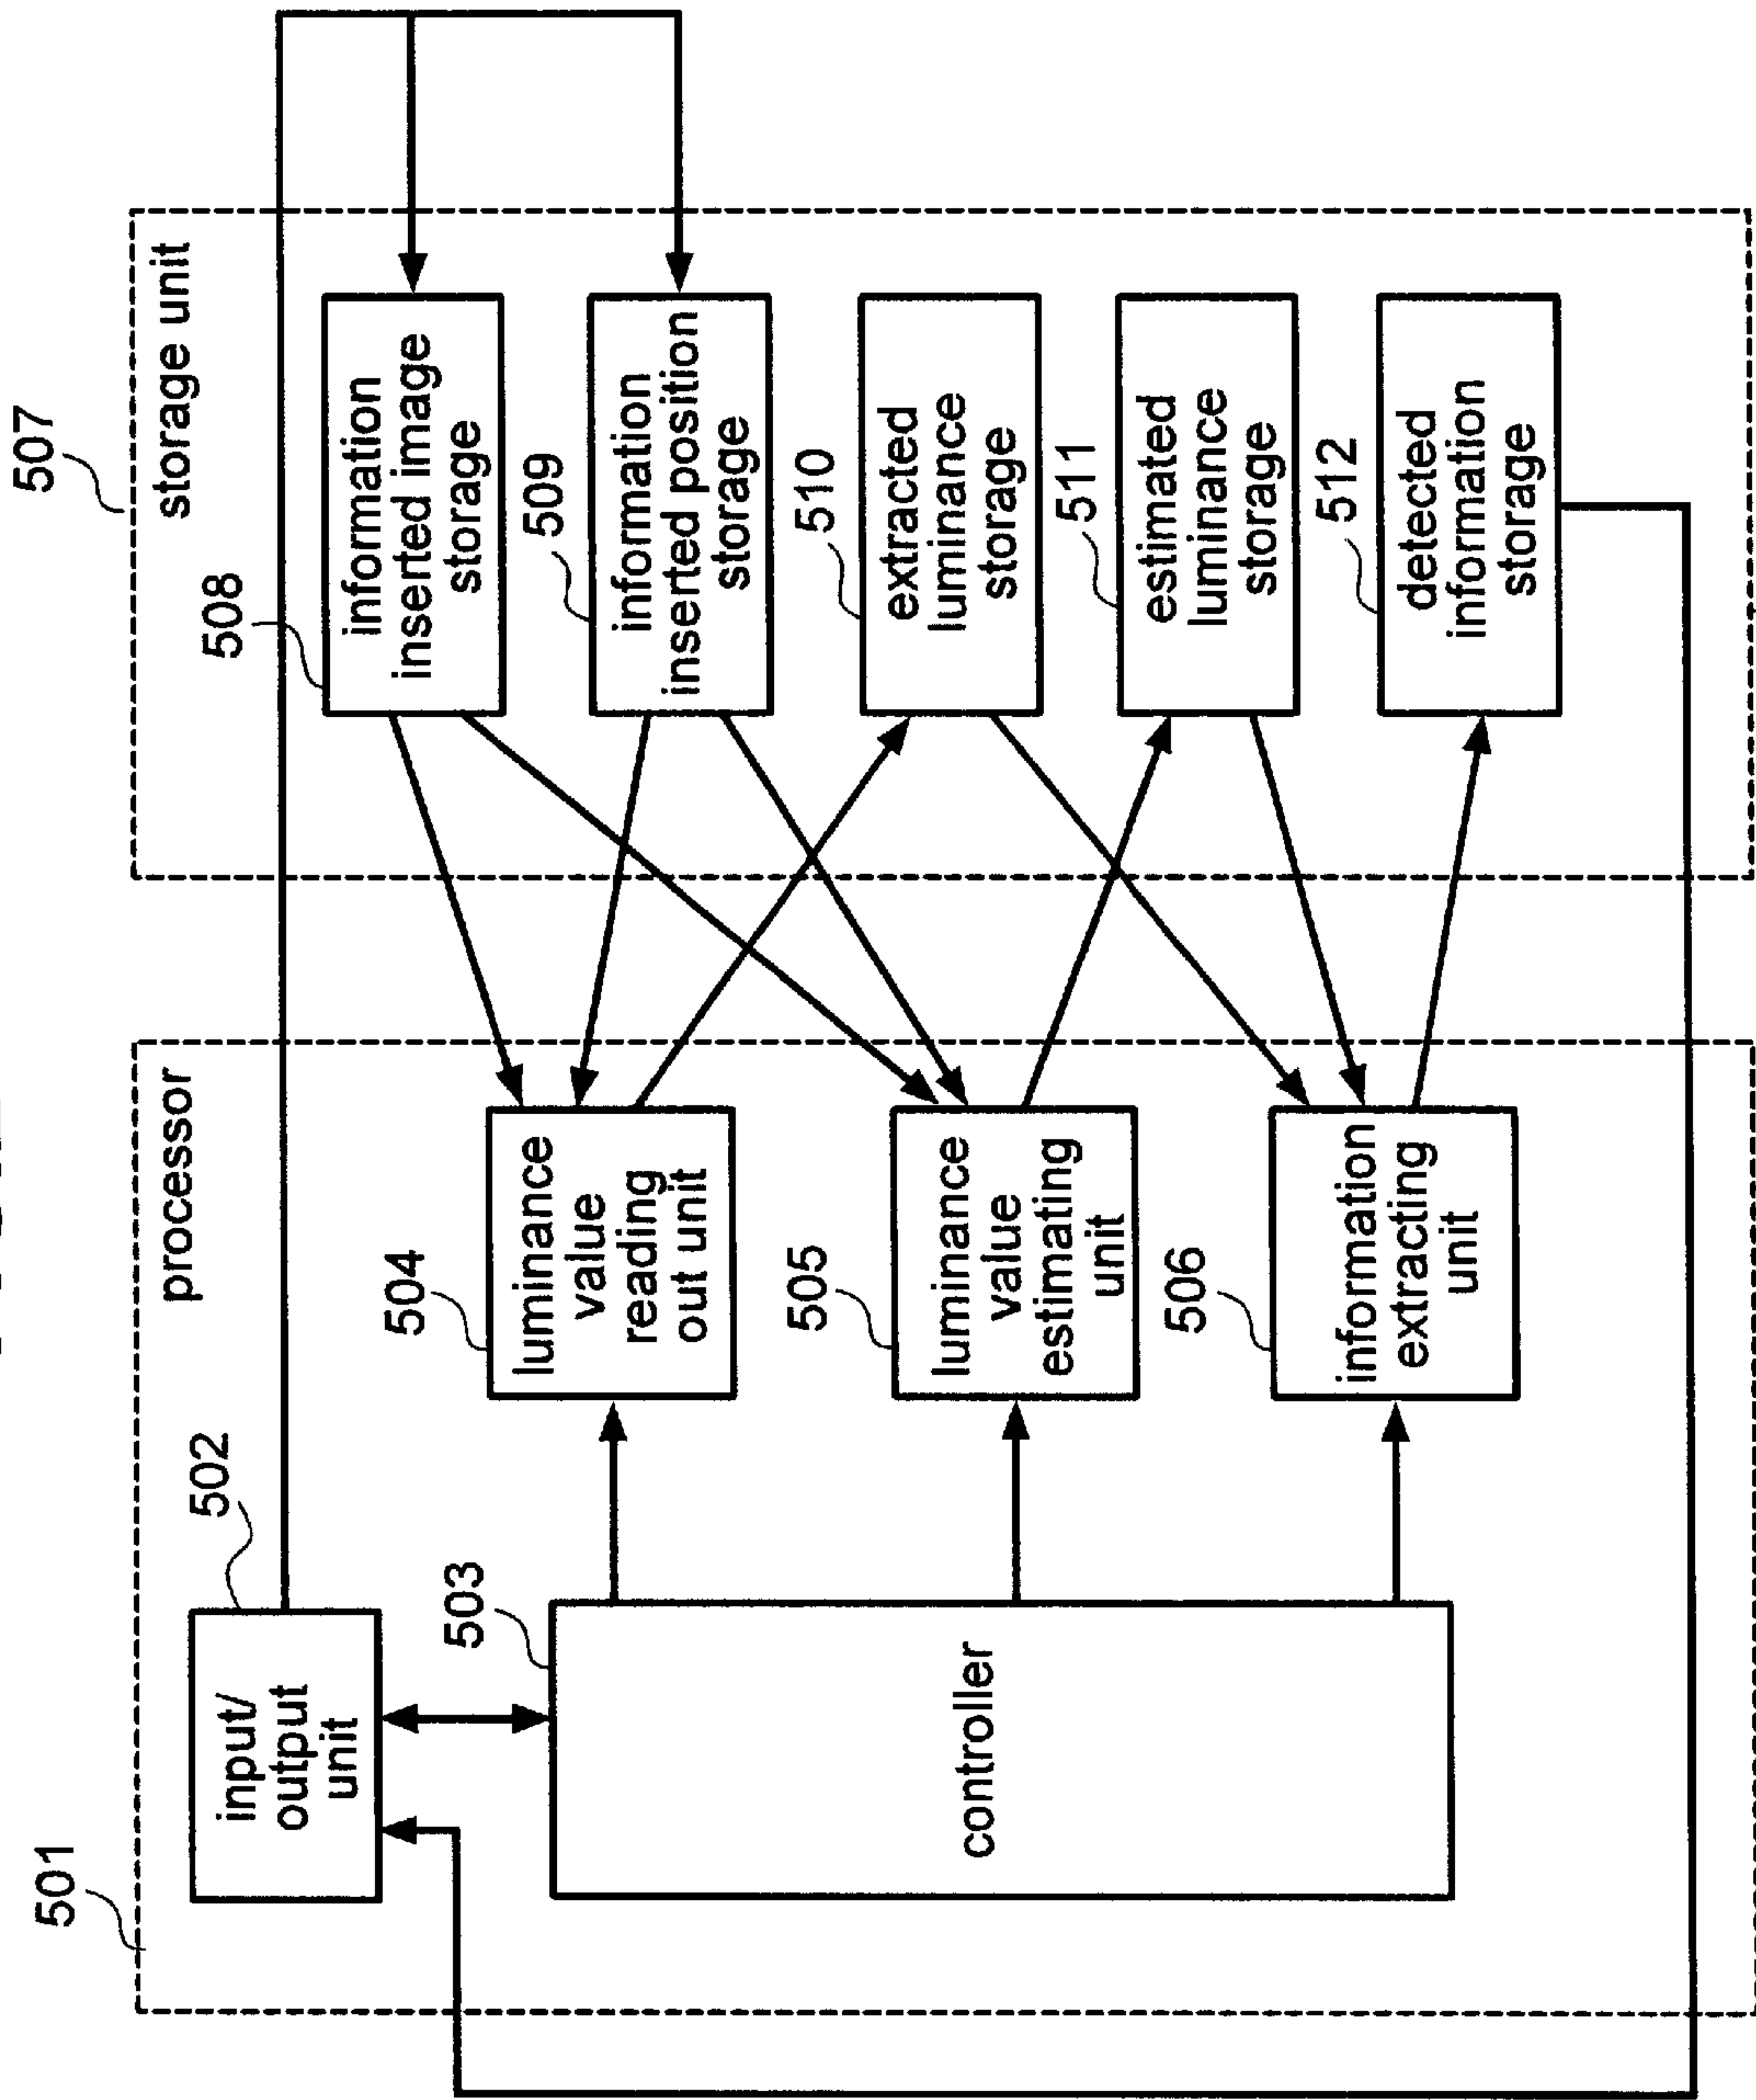 501
processor
502
input/
output
unit
503
controller
504
luminance
value
reading
out unit
505
luminance
value
estimating
unit
506
information
extracting
unit
507
storage unit
508
information
inserted image
storage
509
information
inserted position
storage
510
extracted
luminance
storage
511
estimated
luminance
storage
512
detected
information
storage